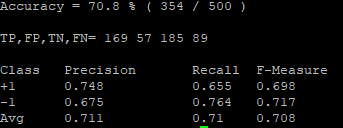 Accuracy = 70.8 % ( 354 / 500 )
TP,FP,TN,FN= 169 57 185 89
Class Precision Recall F-Measure
+1 0.748 0.655 0.698
-1 0.675 0.764 0.717
Avg 0.711 0.71 0.708